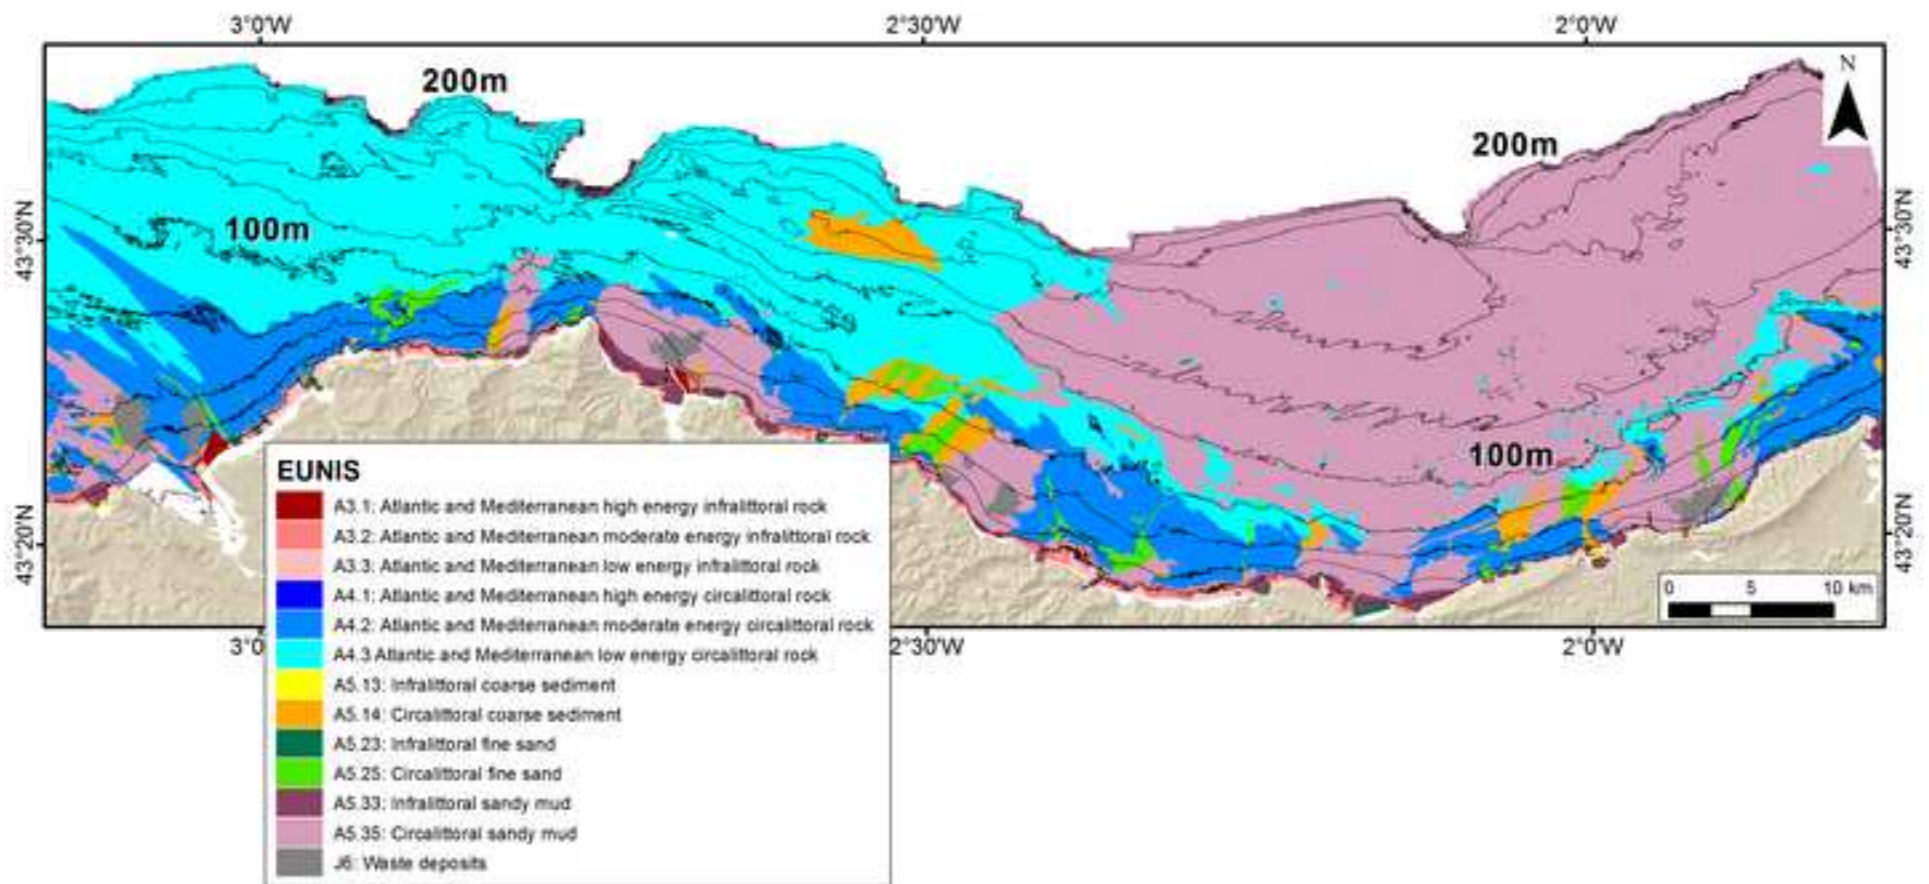 3°0'W 2°30'W 2°0'W
200m
N
200m
43°30'N 100m 43°30'N
100m
EUNIS
A3.1: Atlantic and Mediterranean high energy infralittoral rock
A3.2: Atlantic and Mediterranean moderate energy infralittoral rock
A3.3: Atlantic and Mediterranean low energy infralittoral rock
A4.1: Atlantic and Mediterranean high energy circalittoral rock
A4.2: Atlantic and Mediterranean moderate energy circalittoral rock
A4.3 Atlantic and Mediterranean low energy circalittoral rock
A5.13: Infralittoral coarse sediment
A5.14: Circalittoral coarse sediment
A5.23: Infralittoral fine sand
A5.25: Circalittoral fine sand
A5.33: Infralittoral sandy mud
A5.35: Circalittoral sandy mud
J6: Waste deposits
43°20'N 43°20'N
0 5 10 km
3°0 2°30'W 2°0'W